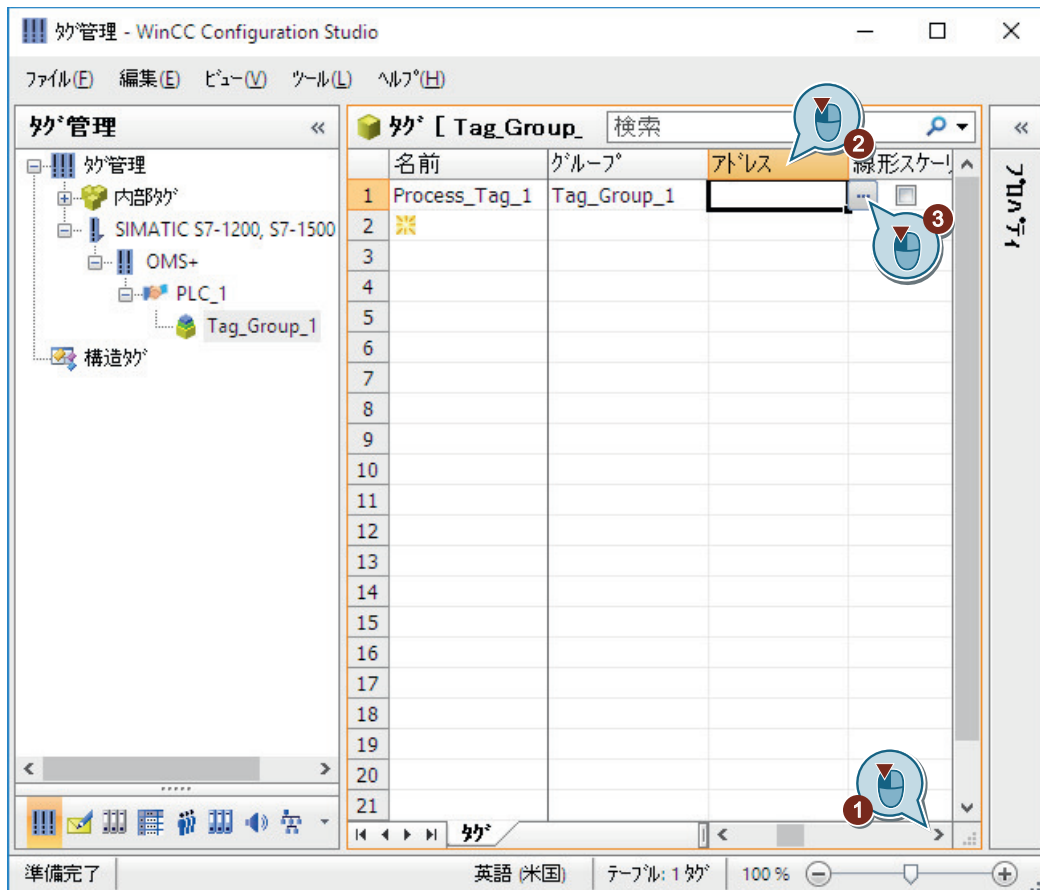 ﾀｸﾞ管理 - WinCC Configuration Studio
ﾌｧｲﾙ(F) 編集(E) ﾋﾞｭｰ(V) ﾂｰﾙ(L) ﾍﾙﾌﾟ(H)
ﾀｸﾞ管理 «
ﾀｸﾞ管理
内部ﾀｸﾞ
SIMATIC S7-1200, S7-1500
OMS+
PLC_1
Tag_Group_1
構造ﾀｸﾞ
ﾀｸﾞ [ Tag_Group_ 検索
2
名前 ｸﾞﾙｰﾌﾟ ｱﾄﾞﾚｽ 線形ｽｹｰﾘ
1 Process_Tag_1 Tag_Group_1 ...
3
2
3
4
5
6
7
8
9
10
11
12
13
14
15
16
17
18
19
20
21
1
ﾀｸﾞ
« 
ﾌﾟﾛﾊﾟﾃｨ
準備完了 英語 (米国) ﾃｰﾌﾞﾙ: 1 ﾀｸﾞ 100 %